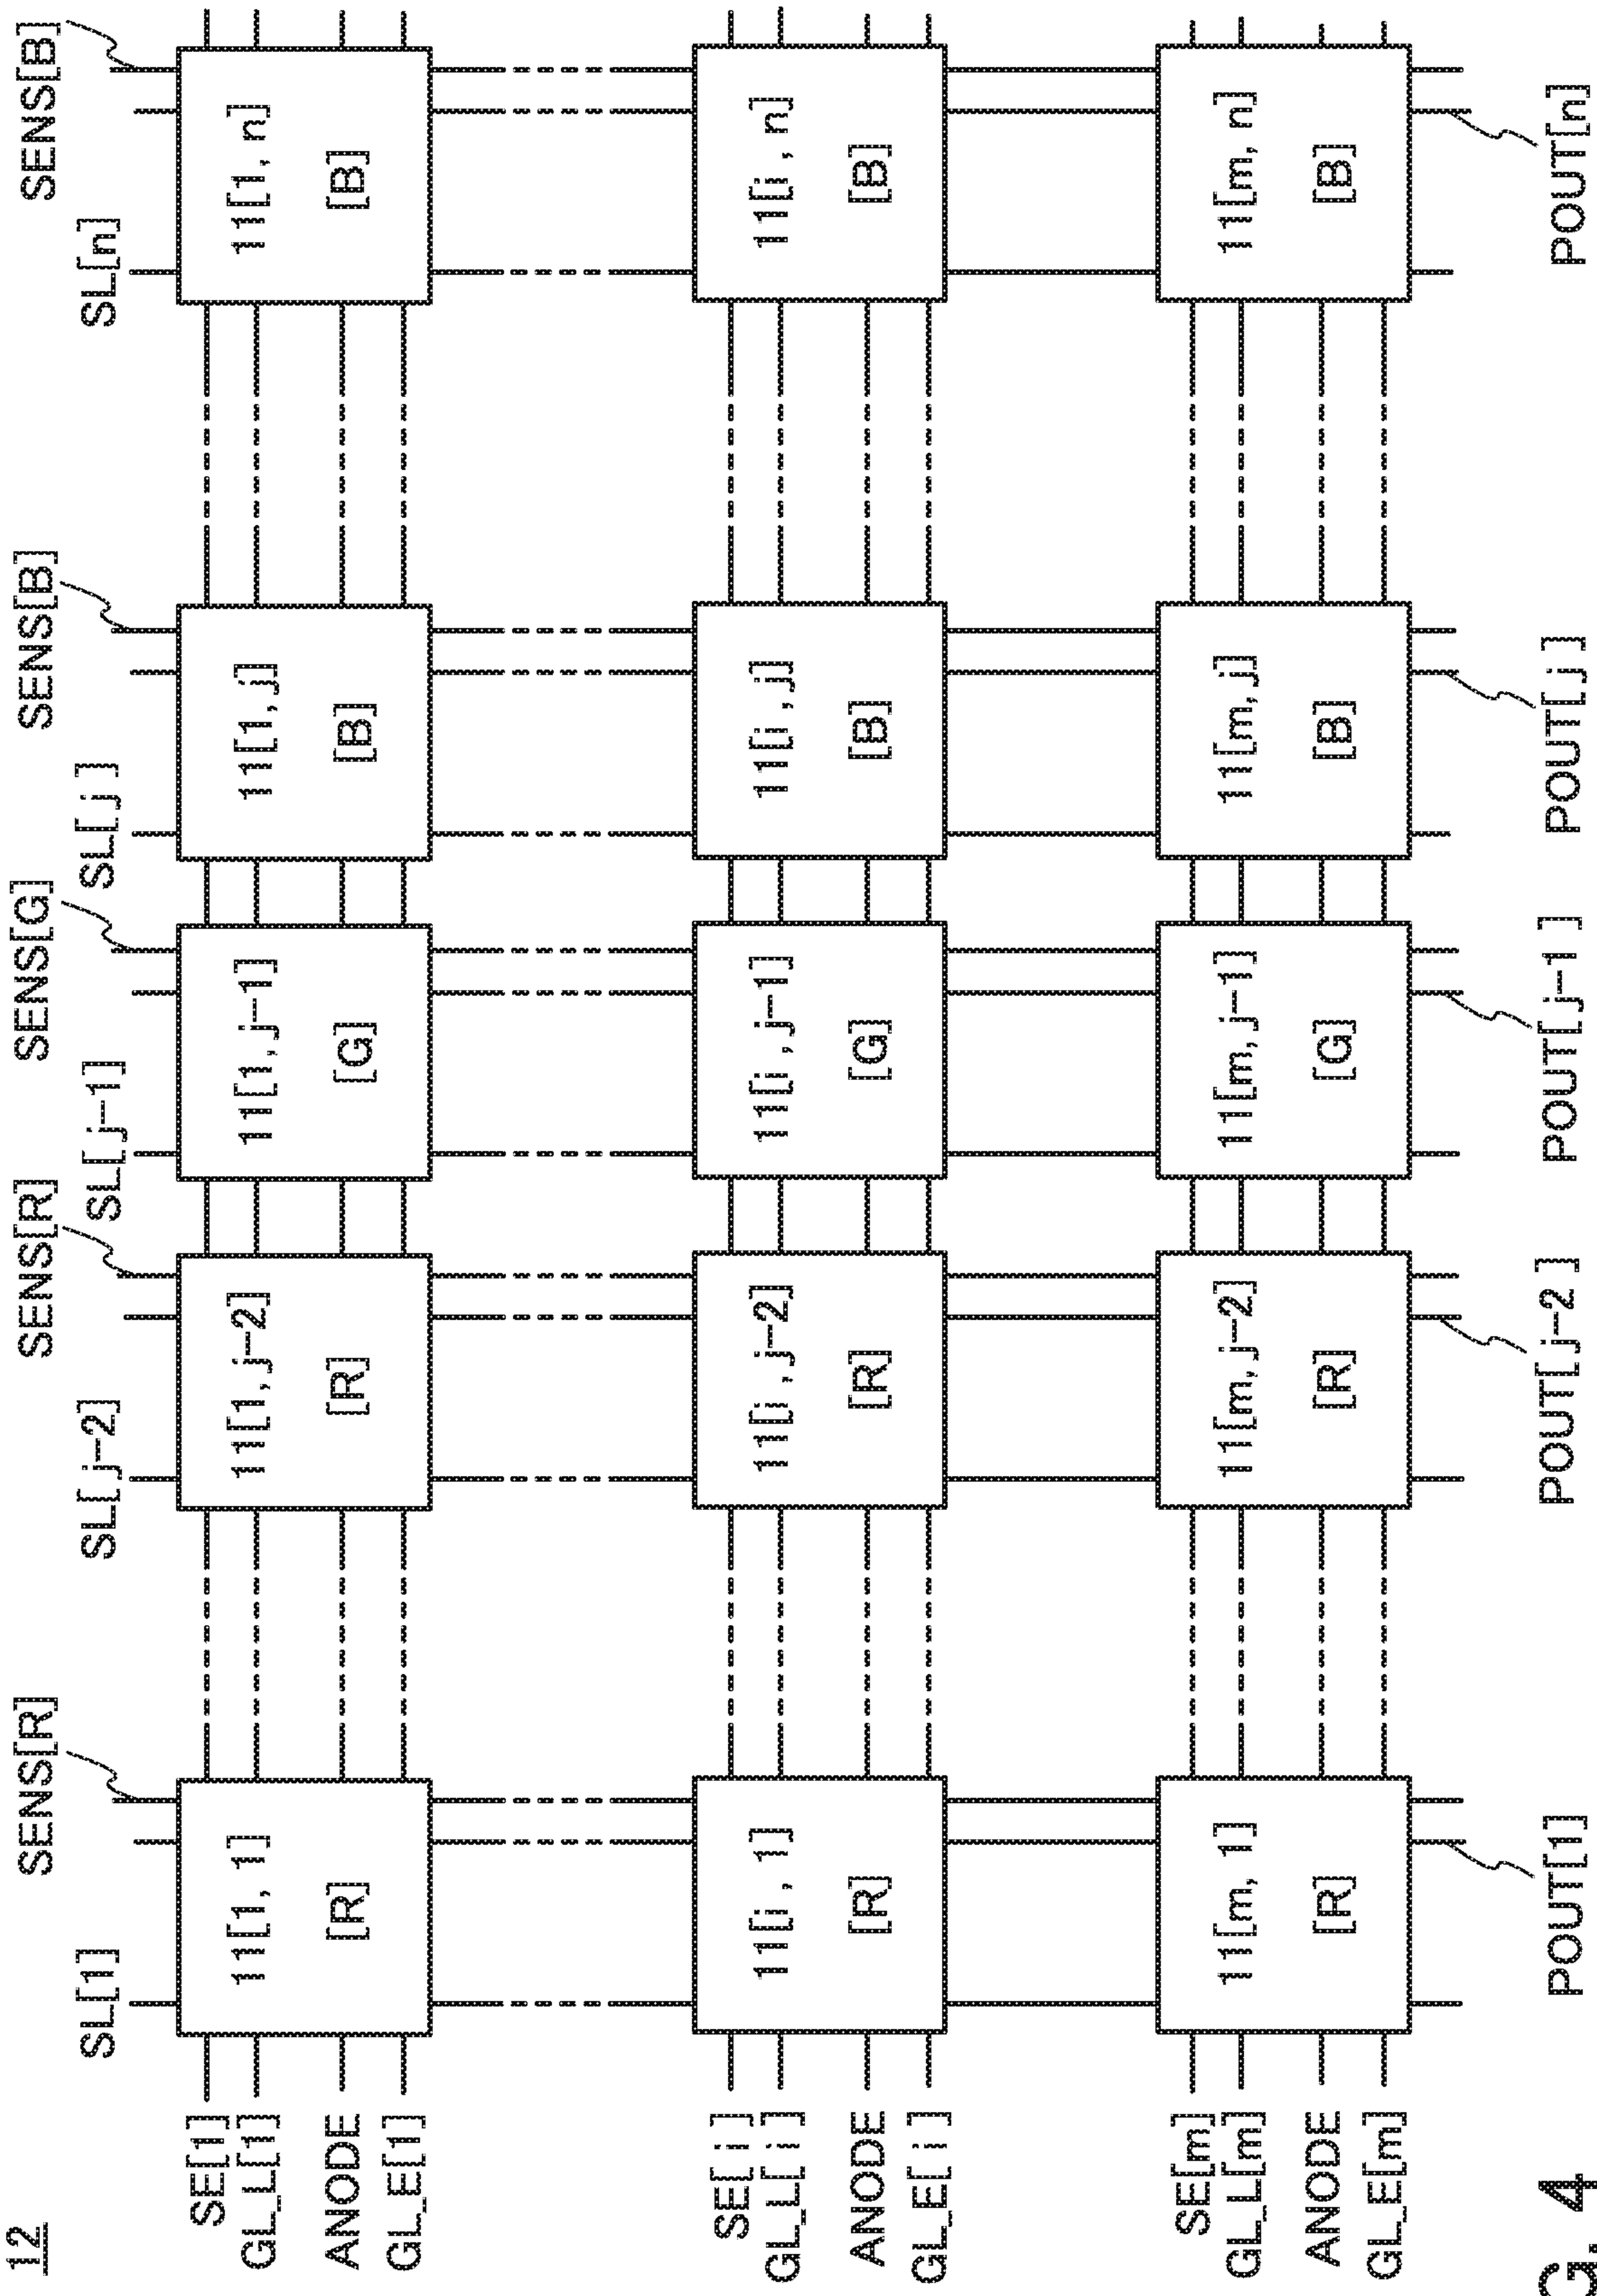 12
SENS[R] SENS[R] SENS[G] SENS[B] SENS[B]
SL[1] SL[j-2] SL[j-1] SL[j] SL[n]
SE[1]
GL_L[1]
11[1, 1] 11[1, j-2] 11[1, j-1] 11[1, j] 11[1, n]
ANODE
[R] [R] [G] [B] [B]
GL_E[1]
SE[i]
GL_L[i]
11[i, 1] 11[i, j-2] 11[i, j-1] 11[i, j] 11[i, n]
ANODE
[R] [R] [G] [B] [B]
GL_E[i]
SE[m]
GL_L[m]
11[m, 1] 11[m, j-2] 11[m, j-1] 11[m, j] 11[m, n]
ANODE
[R] [R] [G] [B] [B]
GL_E[m]
POUT[1] POUT[j-2] POUT[j-1] POUT[j] POUT[n]
G. 4